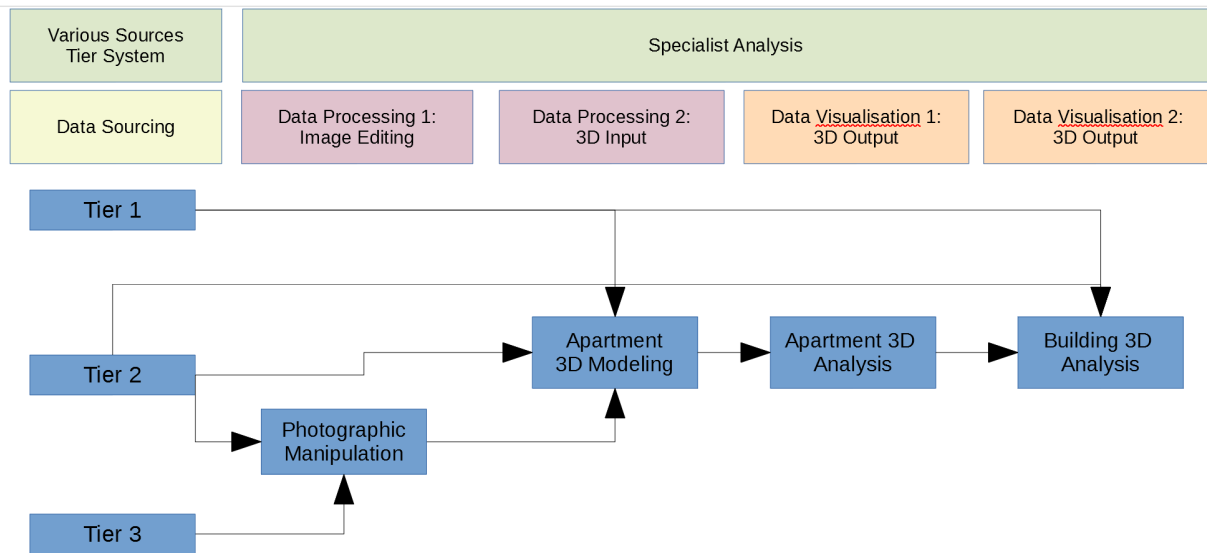 Various Sources
Tier System
Specialist Analysis
Data Sourcing
Data Processing 1:
Image Editing
Data Processing 2:
3D Input
Data Visualisation 1:
3D Output
Data Visualisation 2:
3D Output
Tier 1
Tier 2
Apartment
3D Modeling
Apartment 3D
Analysis
Building 3D
Analysis
Photographic
Manipulation
Tier 3